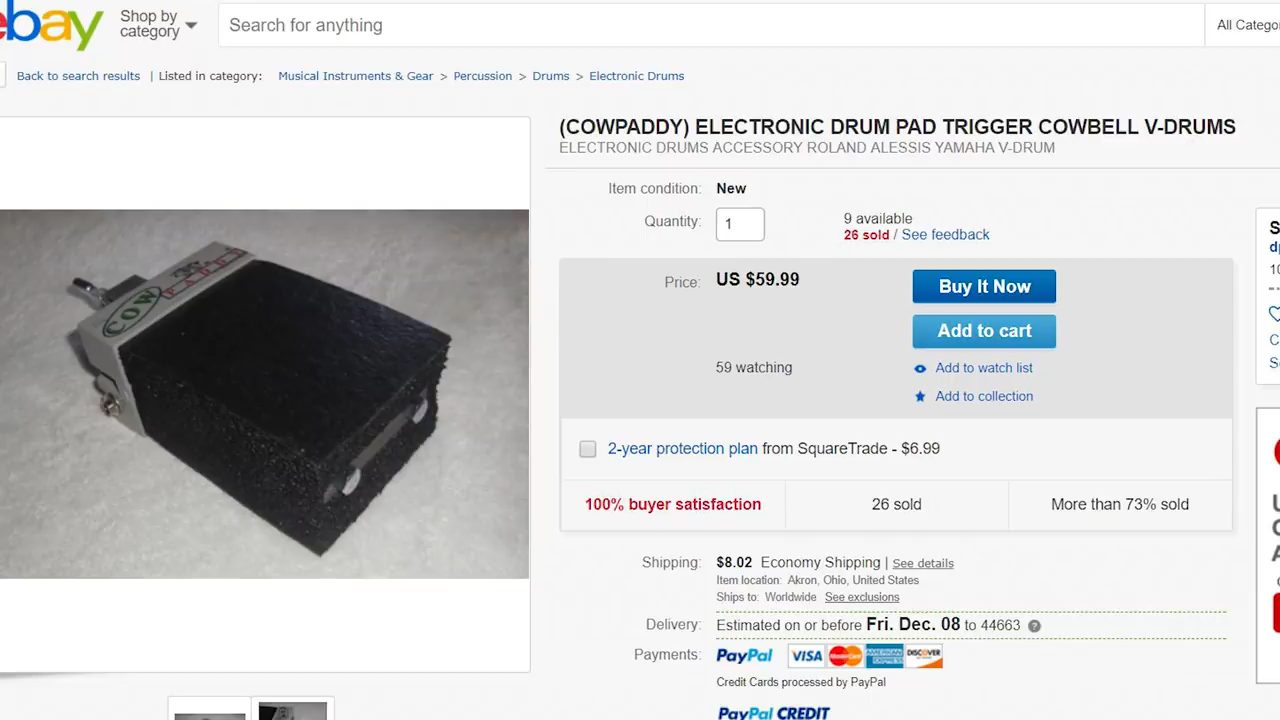 ebay
Shop by
category
Search for anything
Back to search results | Listed in category: Musical Instruments & Gear > Percussion > Drums > Electronic Drums
(COWPADDY) ELECTRONIC DRUM PAD TRIGGER COWBELL V-DRUMS
ELECTRONIC DRUMS ACCESSORY ROLAND ALESSIS YAMAHA V-DRUM
Item condition: New
Quantity: 1
9 available
26 sold / See feedback
Price: US $59.99
Buy It Now
Add to cart
59 watching
Add to watch list
Add to collection
2-year protection plan from SquareTrade - $6.99
100% buyer satisfaction
26 sold
More than 73% sold
Shipping: $8.02 Economy Shipping | See details
Item location: Akron, Ohio, United States
Ships to: Worldwide See exclusions
Delivery: Estimated on or before Fri. Dec. 08 to 44663
Payments: PayPal VISA MasterCard AMERICAN EXPRESS DISCOVER
Credit Cards processed by PayPal
PayPal CREDIT
COW